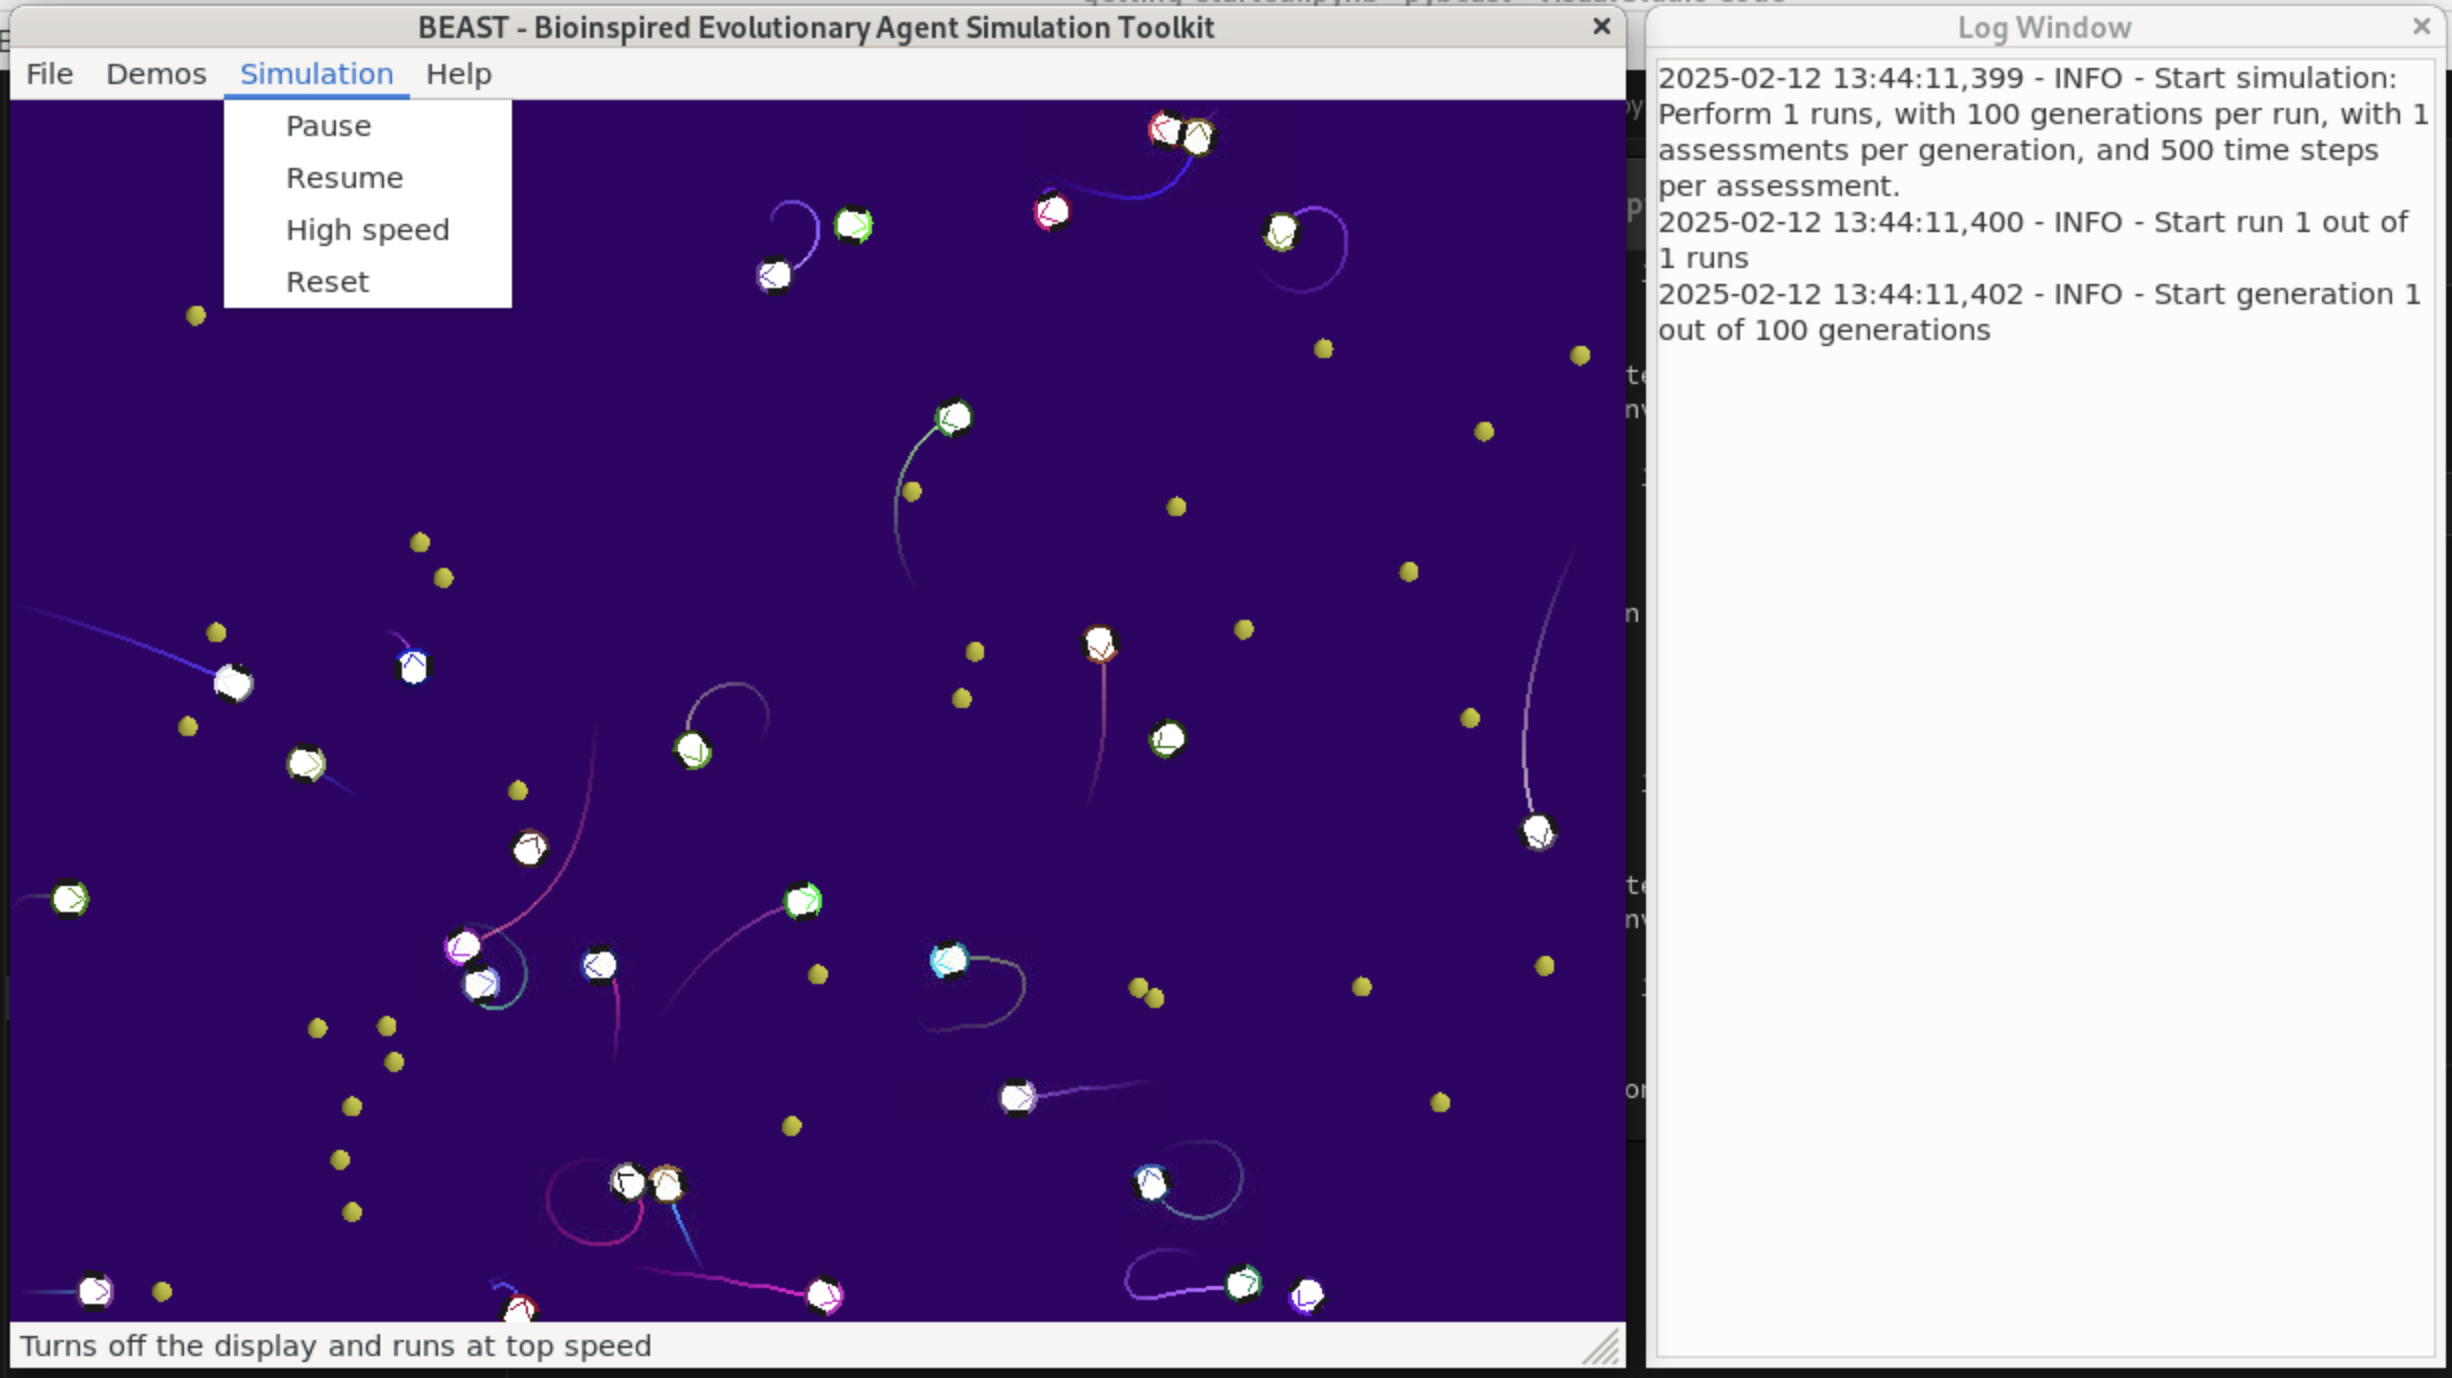 BEAST - Bioinspired Evolutionary Agent Simulation Toolkit
File Demos Simulation Help
Pause
Resume
High speed
Reset
Turns off the display and runs at top speed
Log Window
2025-02-12 13:44:11,399 - INFO - Start simulation:
Perform 1 runs, with 100 generations per run, with 1
assessments per generation, and 500 time steps
per assessment.
2025-02-12 13:44:11,400 - INFO - Start run 1 out of
1 runs
2025-02-12 13:44:11,402 - INFO - Start generation 1
out of 100 generations